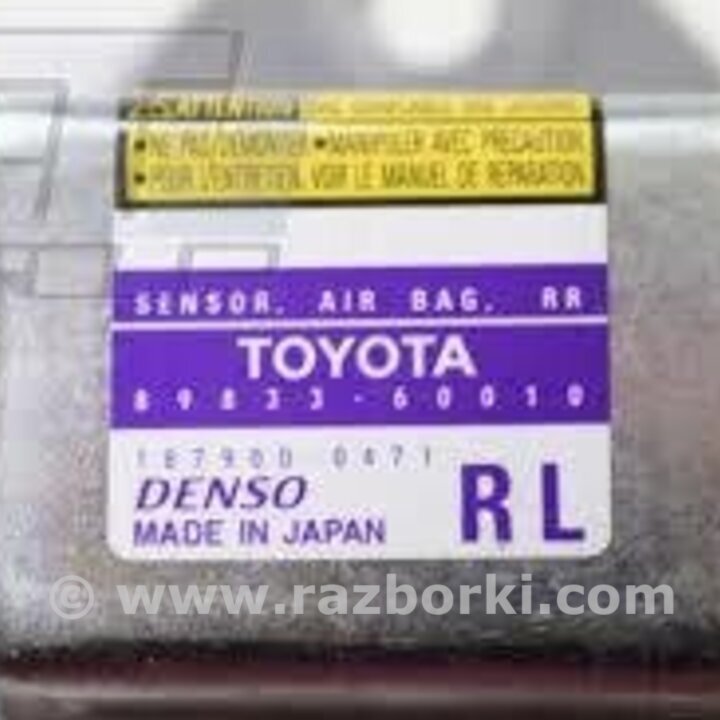 ATTENTION
• NE PAS DEMONTER • MANIPULER AVEC PRECAUTION
• POUR L'ENTRETIEN, VOIR LE MANUEL DE REPARATION
SENSOR, AIR BAG, RR
TOYOTA
89833-60010
187900 0471
DENSO
MADE IN JAPAN
RL
© www.razborki.com